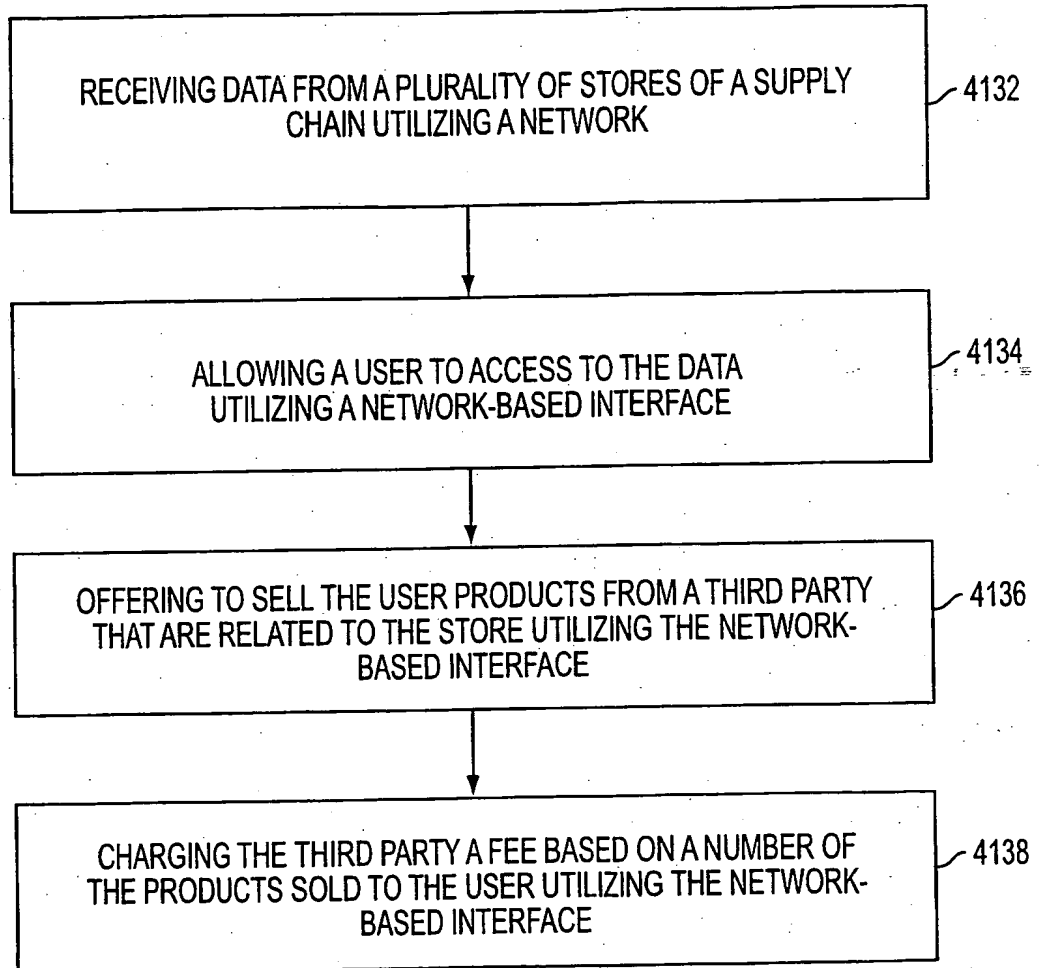 RECEIVING DATA FROM A PLURALITY OF STORES OF A SUPPLY
CHAIN UTILIZING A NETWORK
4132
ALLOWING A USER TO ACCESS TO THE DATA
UTILIZING A NETWORK-BASED INTERFACE
4134
OFFERING TO SELL THE USER PRODUCTS FROM A THIRD PARTY
THAT ARE RELATED TO THE STORE UTILIZING THE NETWORK-
BASED INTERFACE
4136
CHARGING THE THIRD PARTY A FEE BASED ON A NUMBER OF
THE PRODUCTS SOLD TO THE USER UTILIZING THE NETWORK-
BASED INTERFACE
4138